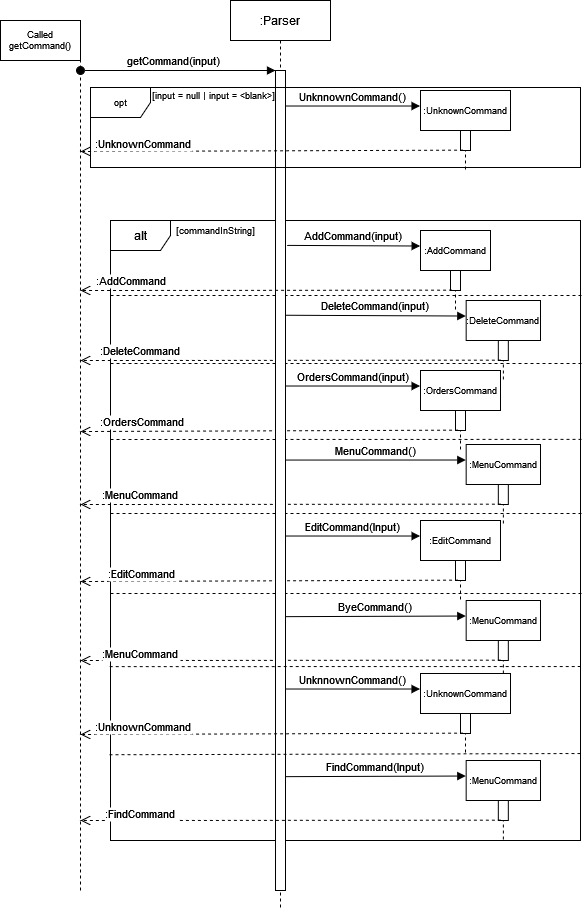 :Parser
Called
getCommand()
getCommand(input)
opt
[input = null | input = <blank>]
UnknnownCommand()
:UnknownCommand
:UnknownCommand
alt
[commandInString]
AddCommand(input)
:AddCommand
:AddCommand
DeleteCommand(input)
:DeleteCommand
:DeleteCommand
OrdersCommand(input)
:OrdersCommand
:OrdersCommand
MenuCommand()
:MenuCommand
:MenuCommand
EditCommand(Input)
:EditCommand
:EditCommand
ByeCommand()
:MenuCommand
:MenuCommand
UnknnownCommand()
:UnknownCommand
:UnknownCommand
FindCommand(Input)
:MenuCommand
:FindCommand